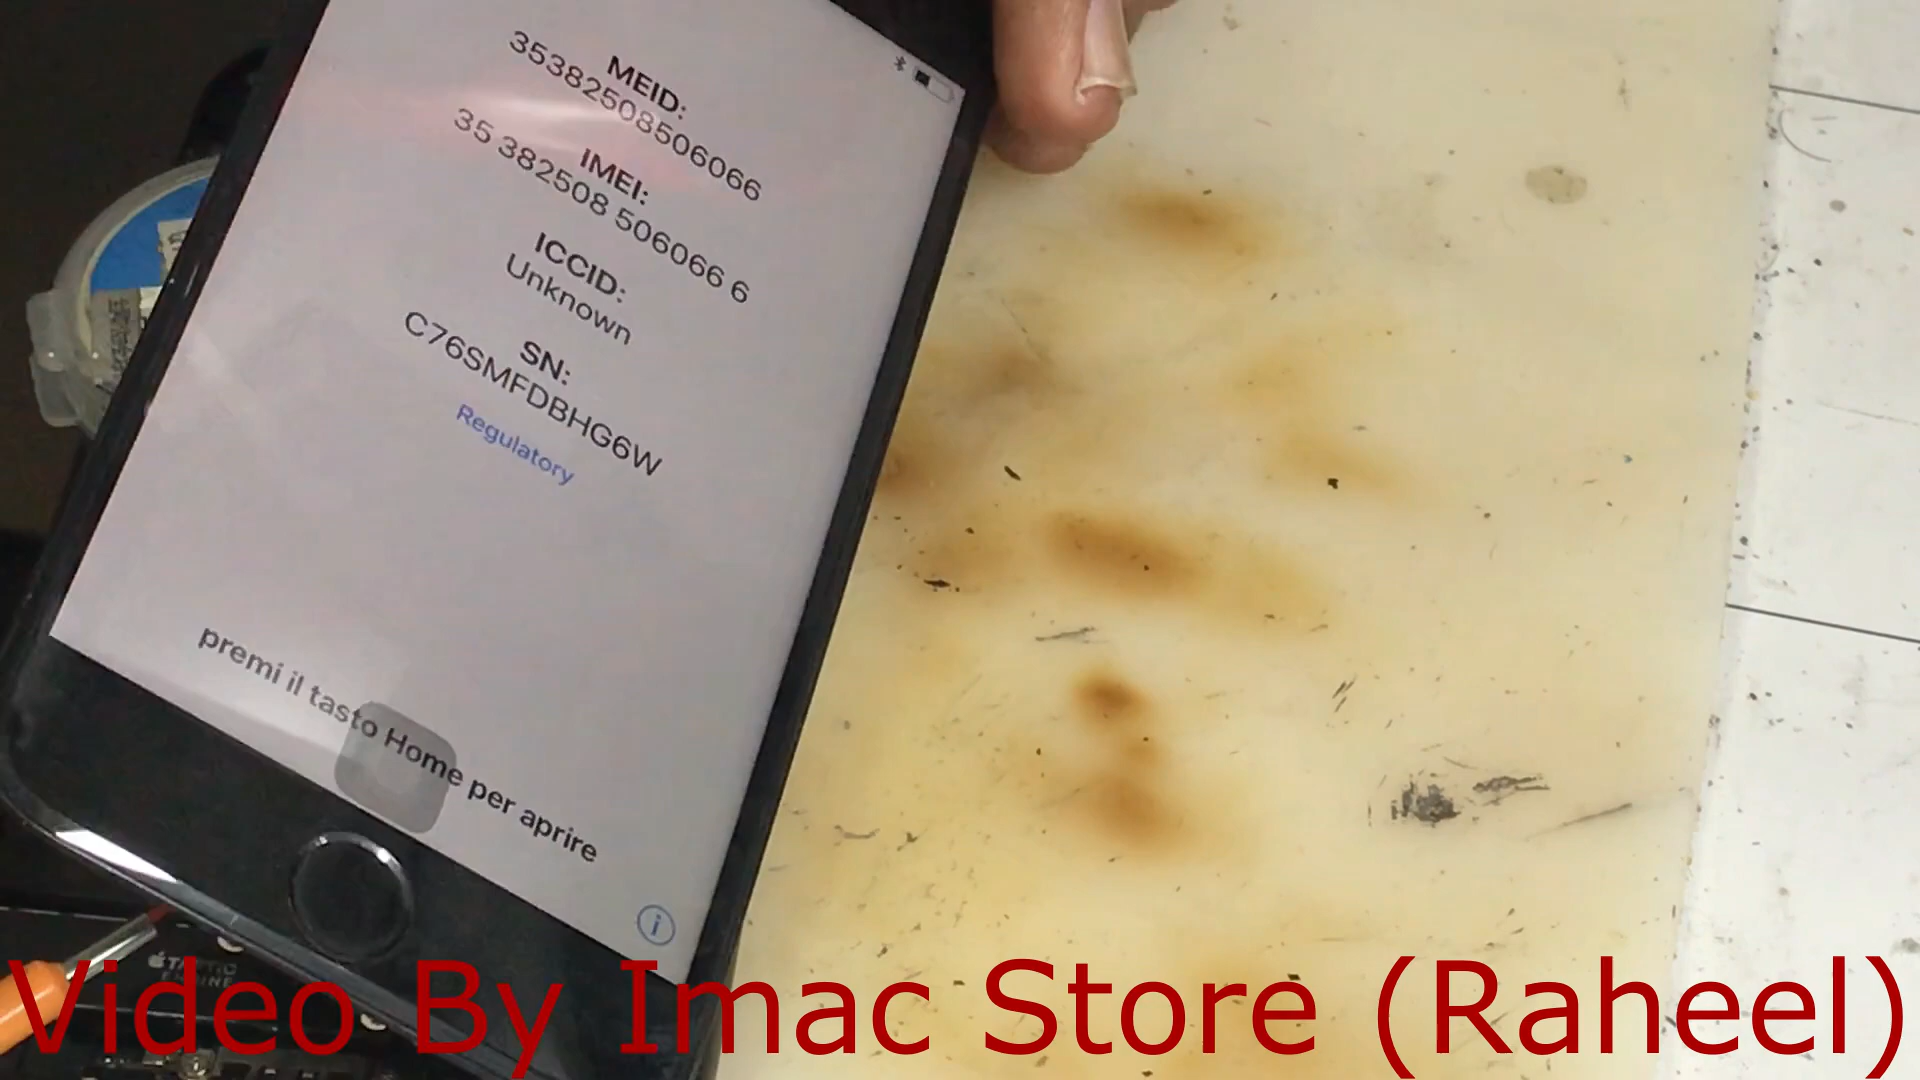 MEID:
35382508506066
IMEI:
35 382508 506066 6
ICCID:
Unknown
SN:
C76SMFDBHG6W
Regulatory
premi il tasto Home per aprire
Video By Imac Store (Raheel)